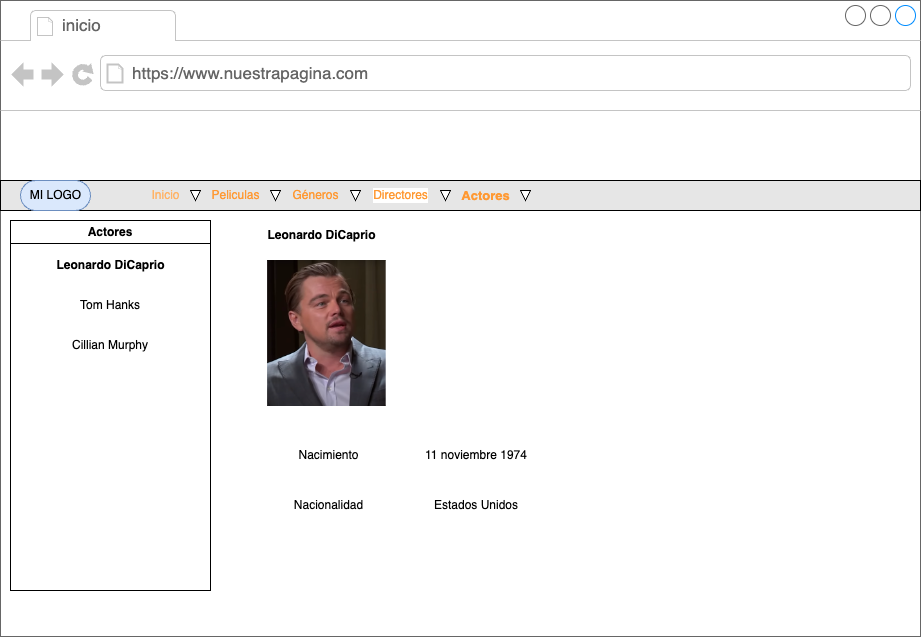 inicio
https://www.nuestrapagina.com
MI LOGO
Inicio
Peliculas
Géneros
Directores
Actores
Actores
Leonardo DiCaprio
Tom Hanks
Cillian Murphy
Leonardo DiCaprio
Nacimiento 11 noviembre 1974
Nacionalidad Estados Unidos